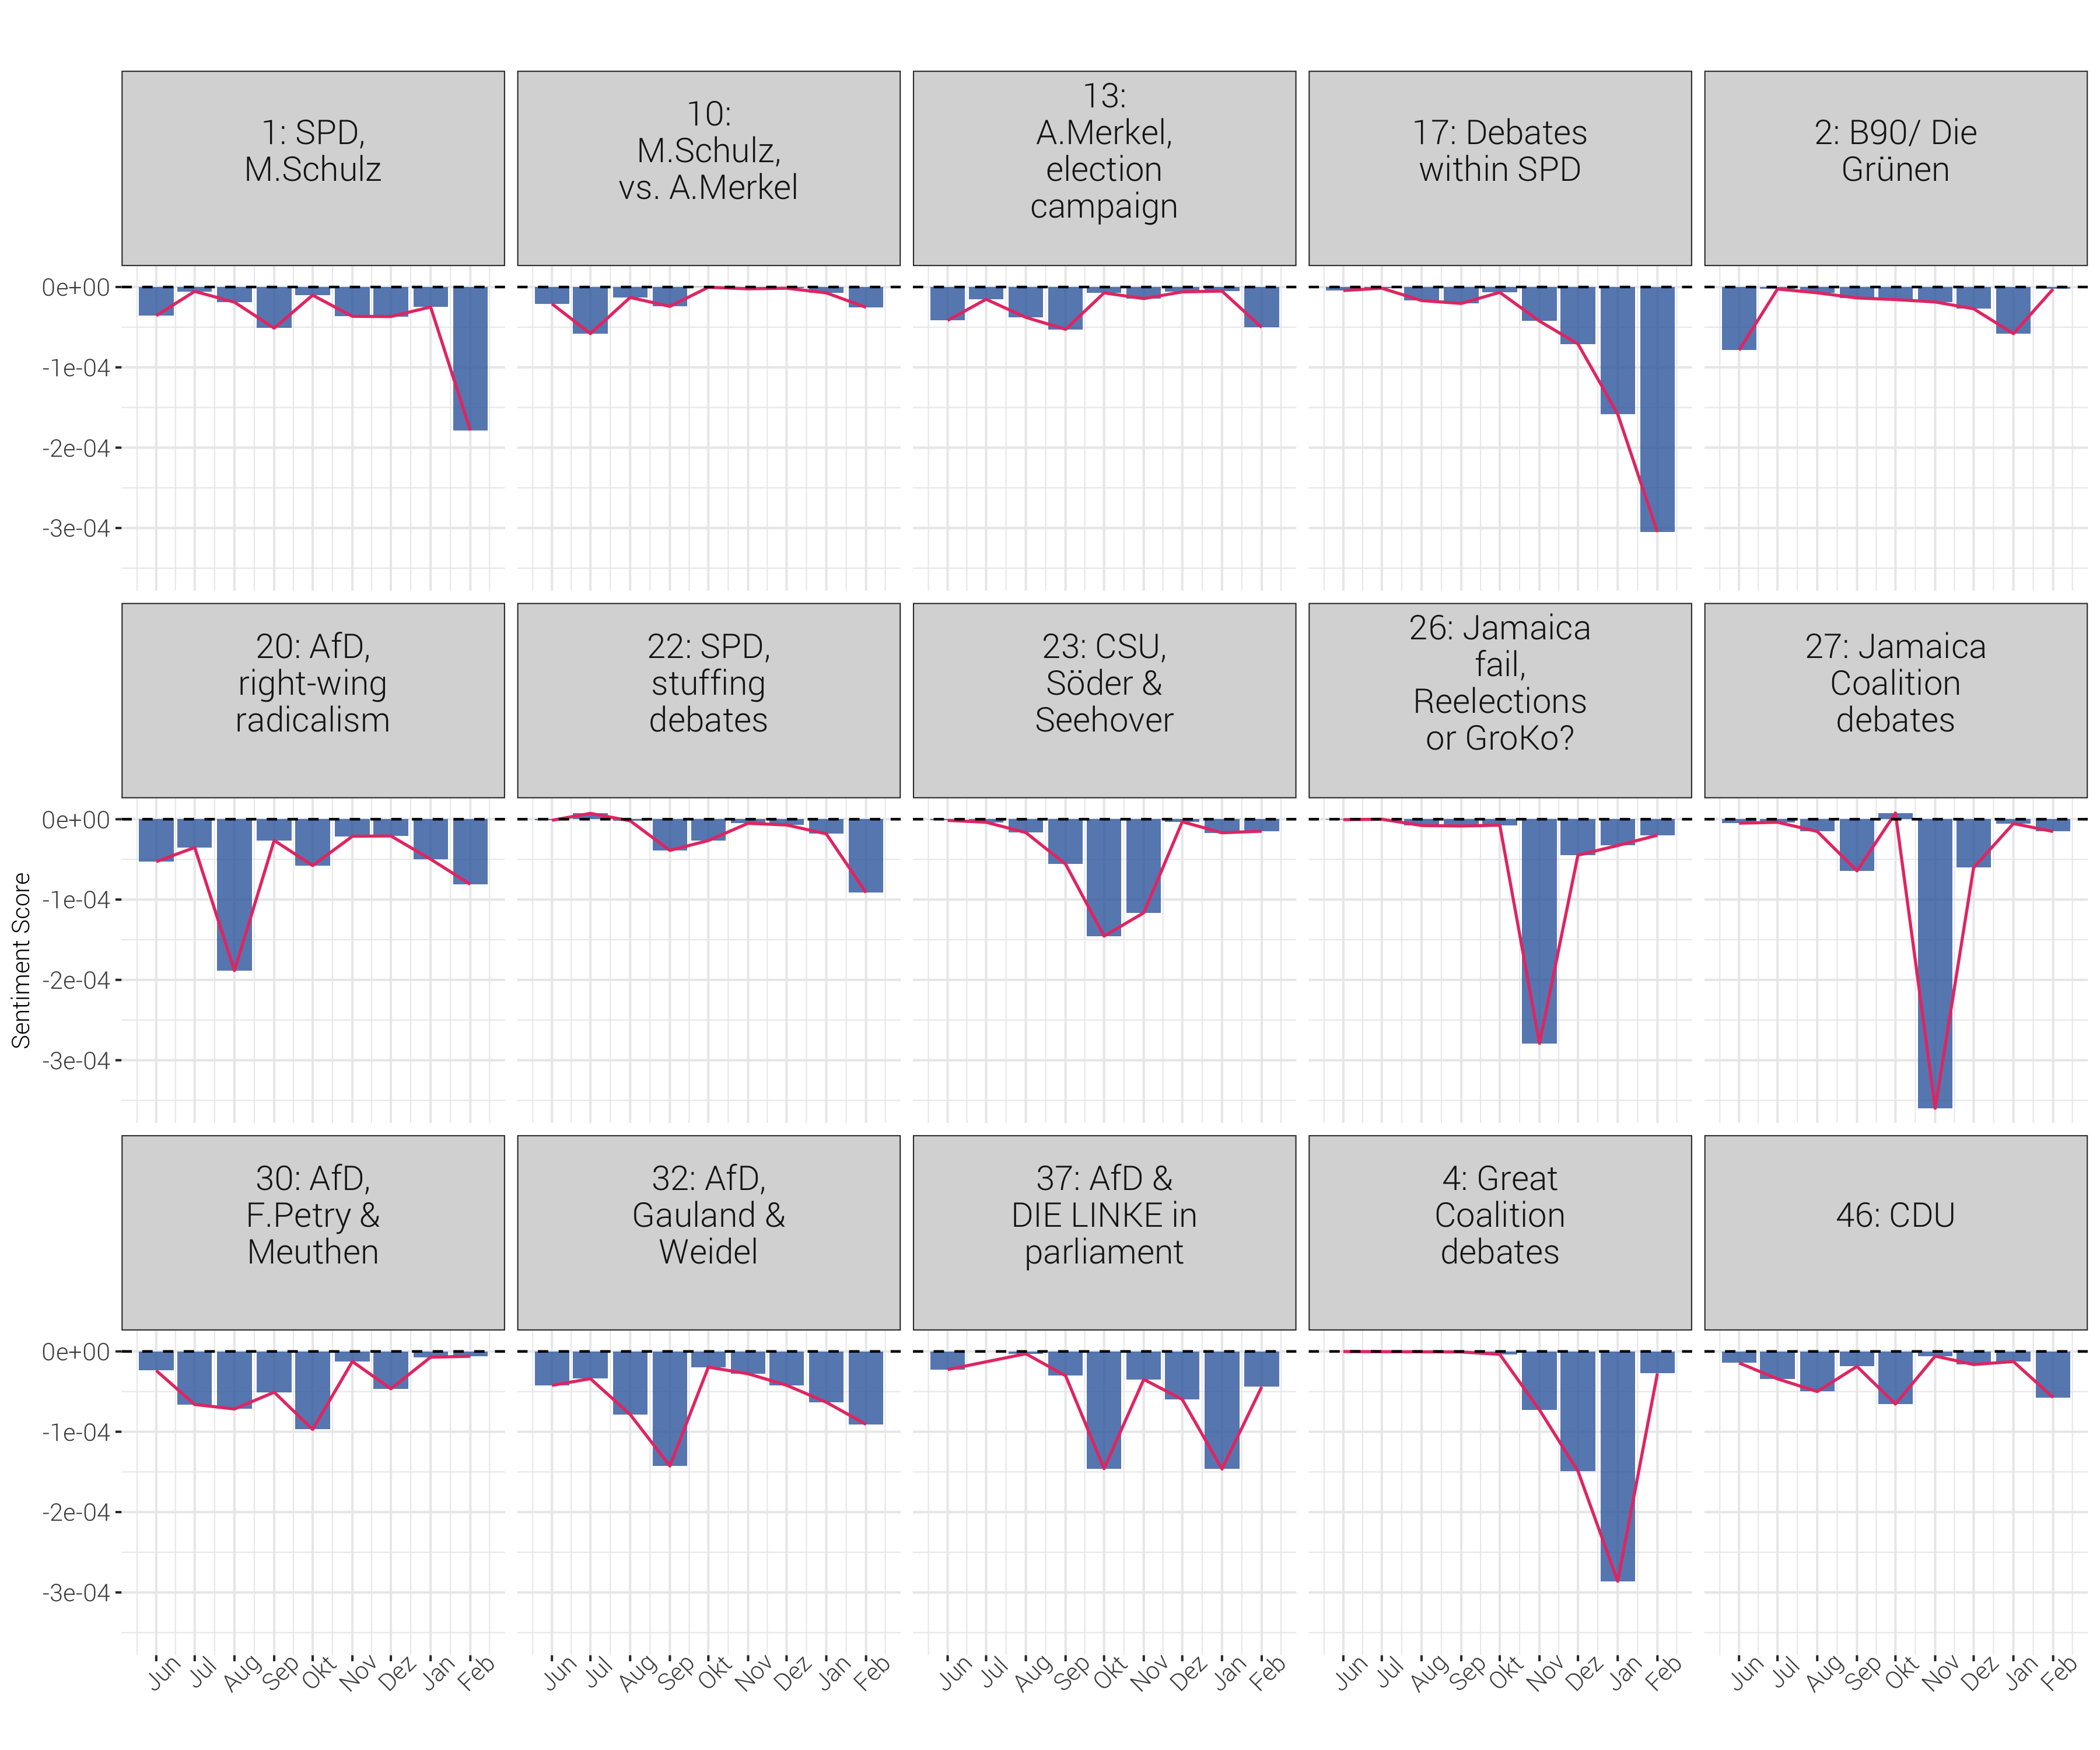 1: SPD,
M.Schulz
10:
M.Schulz,
vs. A.Merkel
13:
A.Merkel,
election
campaign
17: Debates
within SPD
2: B90/ Die
Grünen
0e+00
-1e-04
-2e-04
-3e-04
20: AfD,
right-wing
radicalism
22: SPD,
stuffing
debates
23: CSU,
Söder &
Seehover
26: Jamaica
fail,
Reelections
or GroKo?
27: Jamaica
Coalition
debates
0e+00
-1e-04
-2e-04
-3e-04
Sentiment Score
30: AfD,
F.Petry &
Meuthen
32: AfD,
Gauland &
Weidel
37: AfD &
DIE LINKE in
parliament
4: Great
Coalition
debates
46: CDU
0e+00
-1e-04
-2e-04
-3e-04
Jun Jul Aug Sep Okt Nov Dez Jan Feb
Jun Jul Aug Sep Okt Nov Dez Jan Feb
Jun Jul Aug Sep Okt Nov Dez Jan Feb
Jun Jul Aug Sep Okt Nov Dez Jan Feb
Jun Jul Aug Sep Okt Nov Dez Jan Feb